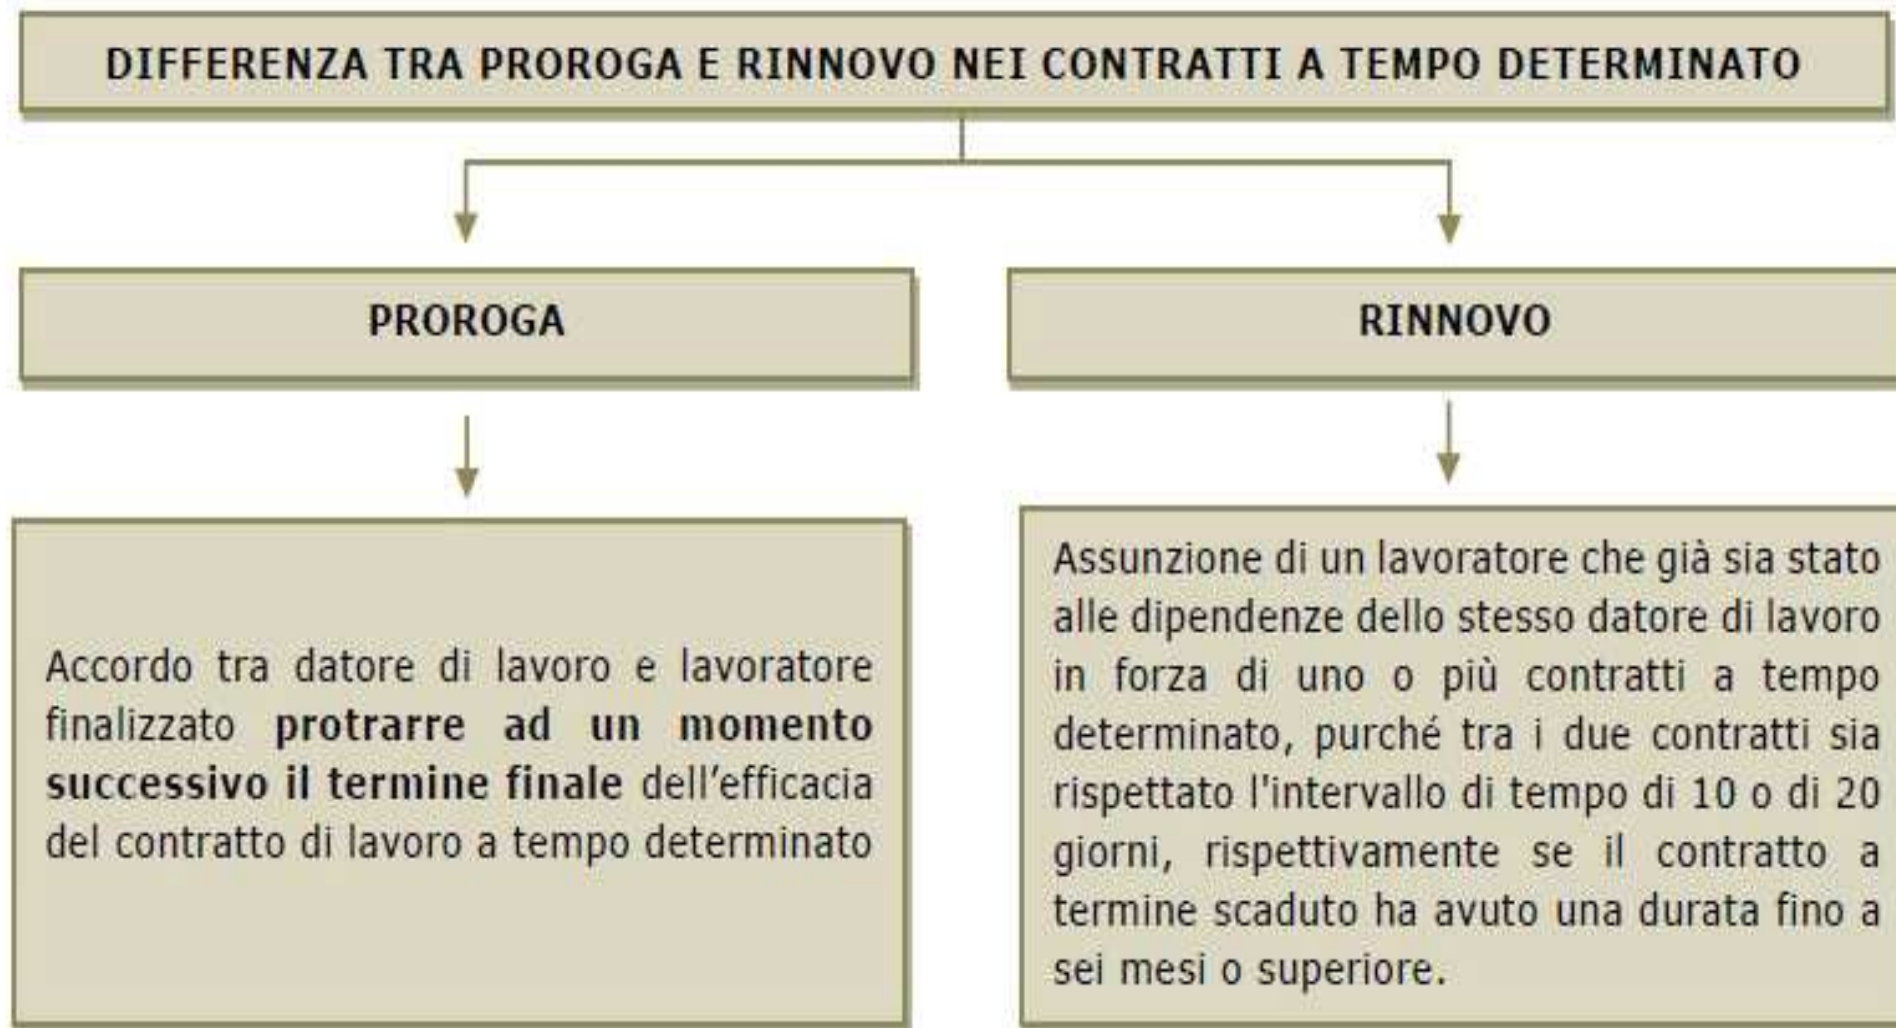 DIFFERENZA TRA PROROGA E RINNOVO NEI CONTRATTI A TEMPO DETERMINATO
PROROGA
RINNOVO
Accordo tra datore di lavoro e lavoratore
finalizzato protrarre ad un momento
successivo il termine finale dell'efficacia
del contratto di lavoro a tempo determinato
Assunzione di un lavoratore che già sia stato
alle dipendenze dello stesso datore di lavoro
in forza di uno o più contratti a tempo
determinato, purché tra i due contratti sia
rispettato l'intervallo di tempo di 10 o di 20
giorni, rispettivamente se il contratto a
termine scaduto ha avuto una durata fino a
sei mesi o superiore.